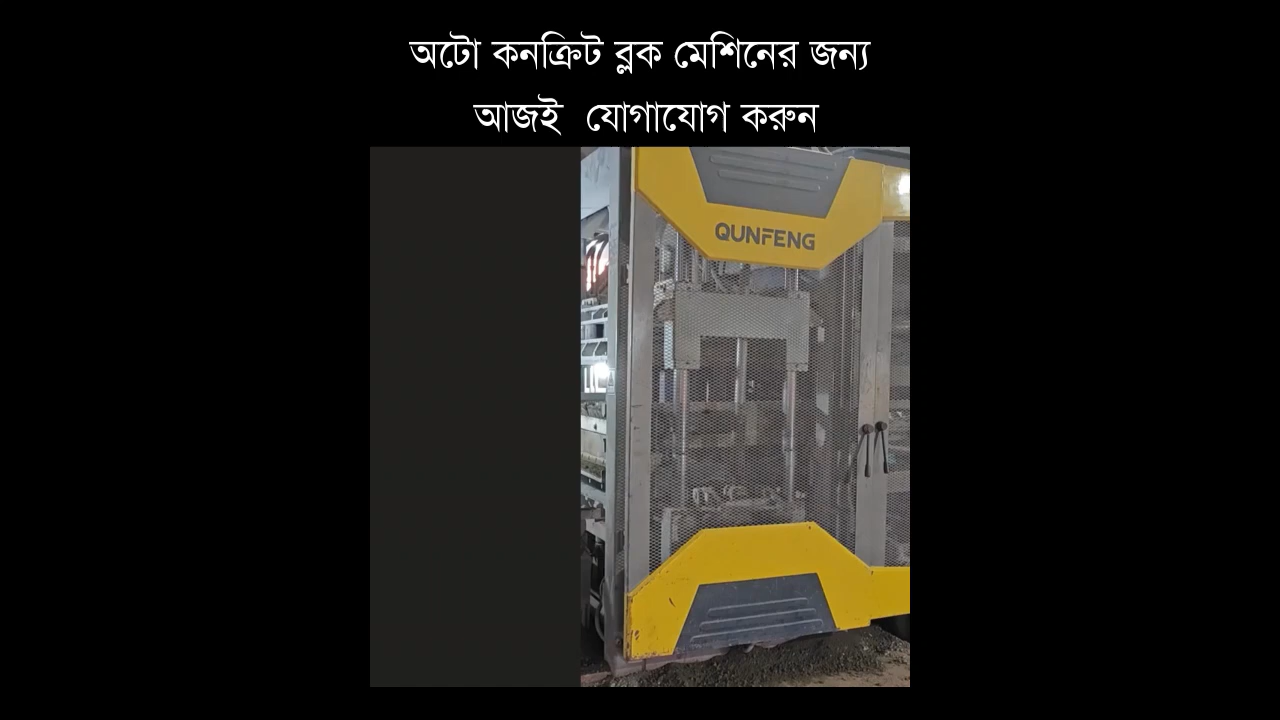 অটো কনক্রিট ব্লক মেশিনের জন্য
আজই যোগাযোগ করুন
QUNFENG